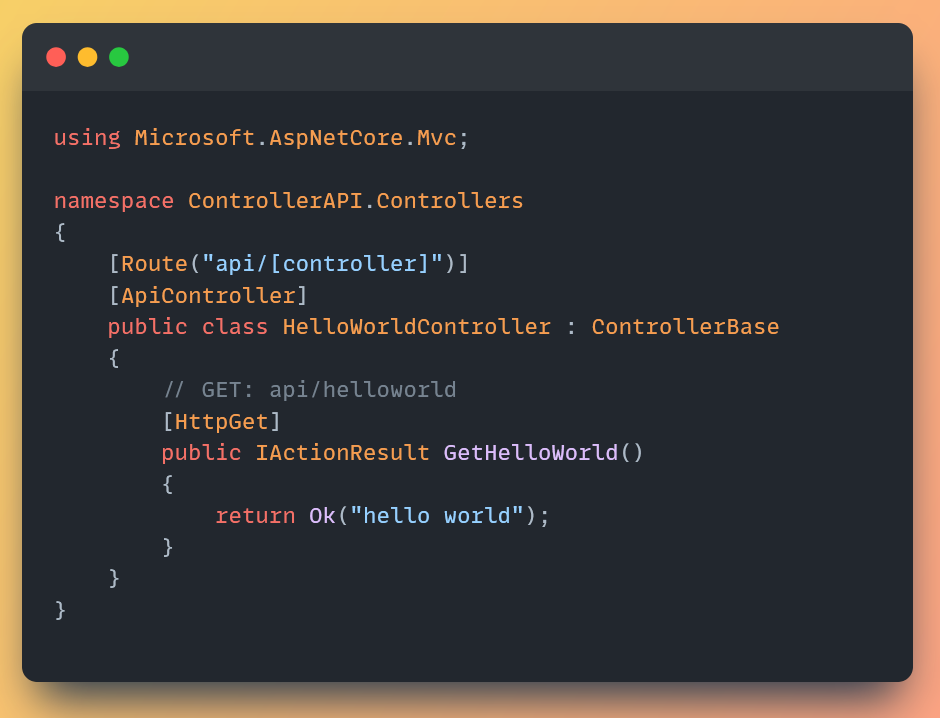 using Microsoft.AspNetCore.Mvc;

namespace ControllerAPI.Controllers
{
    [Route("api/[controller]")]
    [ApiController]
    public class HelloWorldController : ControllerBase
    {
        // GET: api/helloworld
        [HttpGet]
        public IActionResult GetHelloWorld()
        {
            return Ok("hello world");
        }
    }
}